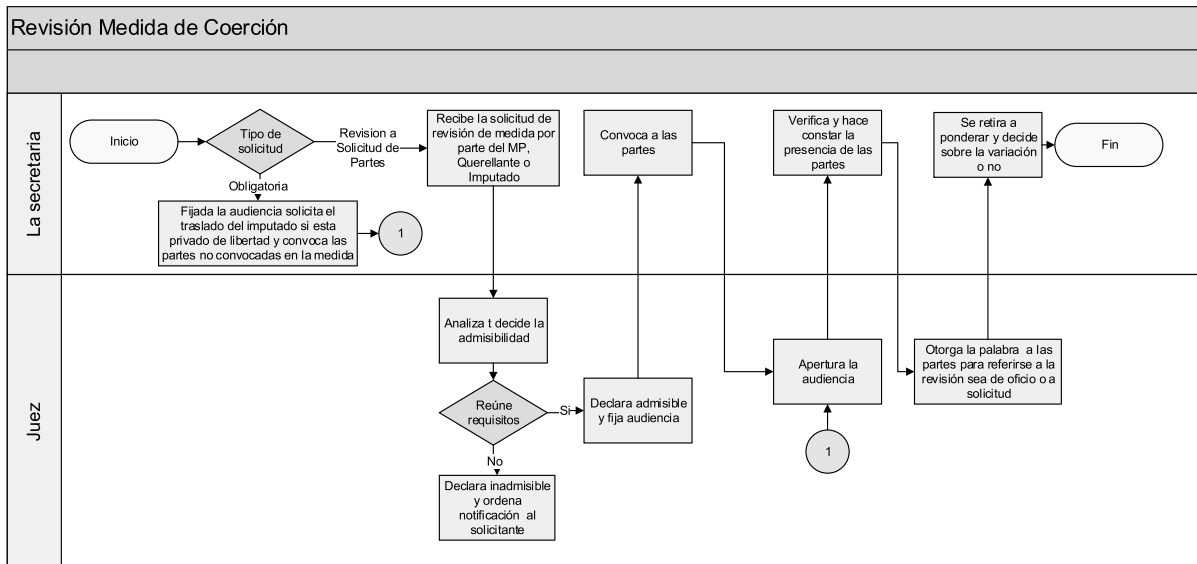 Revisión Medida de Coerción
La secretaria
Inicio
Tipo de
solicitud
Revision a
Solicitud de
Partes
Obligatoria
Fijada la audiencia solicita el
traslado del imputado si esta
privado de libertad y convoca las
partes no convocadas en la medida
1
Recibe la solicitud de
revisión de medida por
parte del MP,
Querellante o
Imputado
Convoca a las
partes
Verifica y hace
constar la
presencia de las
partes
Se retira a
ponderar y decide
sobre la variación
o no
Fin
Juez
Analiza t decide la
admisibilidad
Reúne
requisitos
Si
No
Declara inadmisible
y ordena
notificación al
solicitante
Declara admisible
y fija audiencia
Apertura la
audiencia
1
Otorga la palabra a las
partes para referirse a la
revisión sea de oficio o a
solicitud